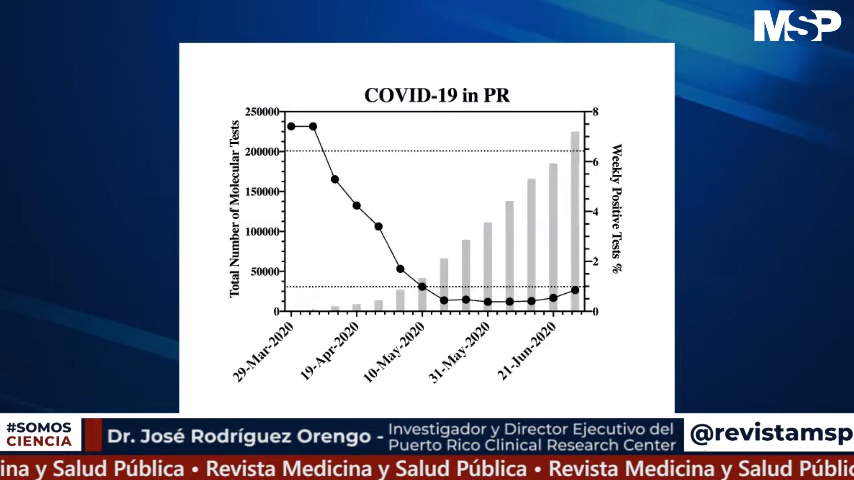 MSP
COVID-19 in PR
Total Number of Molecular Tests
250000
200000
150000
100000
50000
0
8
6
4
2
0
Weekly Positive Tests %
29-Mar-2020
19-Apr-2020
10-May-2020
31-May-2020
21-Jun-2020
#SOMOS
CIENCIA
Dr. José Rodríguez Orengo -
Investigador y Director Ejecutivo del
Puerto Rico Clinical Research Center
@revistamsp
ina y Salud Pública • Revista Medicina y Salud Pública • Revista Medicina y Salud Públic